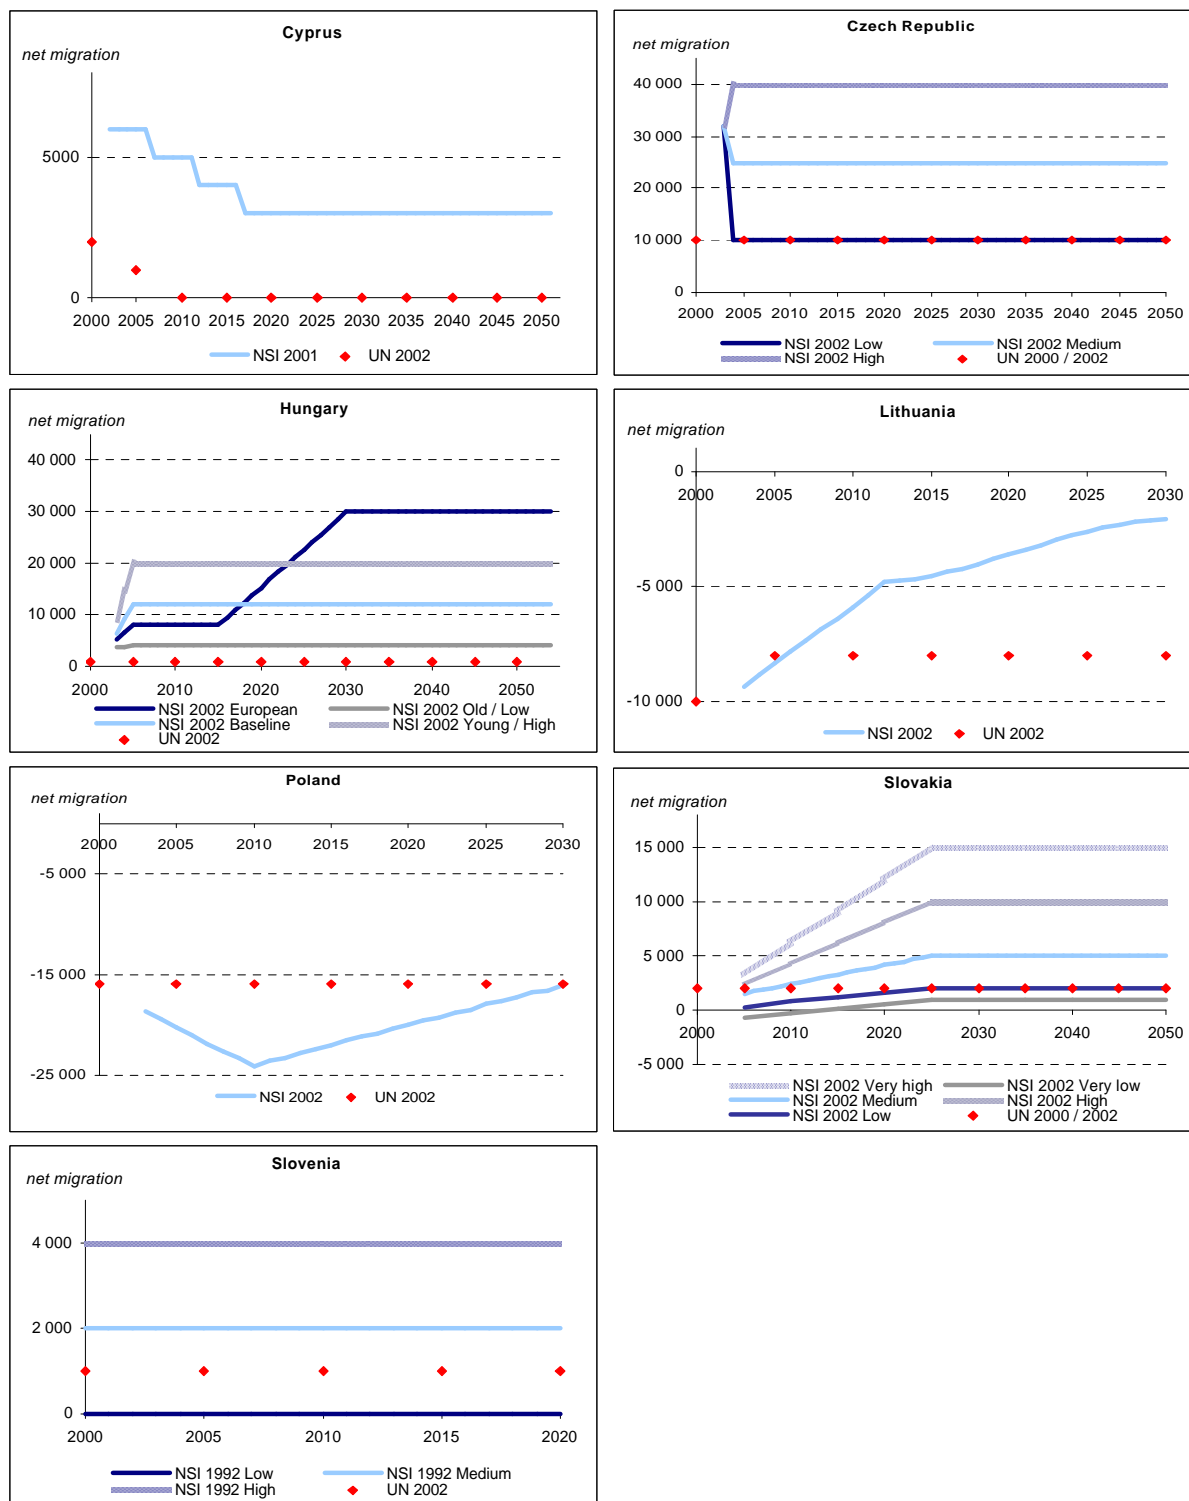 Cyprus
net migration
5000
0
2000 2005 2010 2015 2020 2025 2030 2035 2040 2045 2050
NSI 2001 UN 2002
Czech Republic
net migration
40 000
30 000
20 000
10 000
0
2000 2005 2010 2015 2020 2025 2030 2035 2040 2045 2050
NSI 2002 Low NSI 2002 Medium
NSI 2002 High UN 2000 / 2002
Hungary
net migration
40 000
30 000
20 000
10 000
0
2000 2010 2020 2030 2040 2050
NSI 2002 European NSI 2002 Old / Low
NSI 2002 Baseline NSI 2002 Young / High
UN 2002
Lithuania
net migration
0
2000 2005 2010 2015 2020 2025 2030
-5 000
-10 000
NSI 2002 UN 2002
Poland
net migration
2000 2005 2010 2015 2020 2025 2030
-5 000
-15 000
-25 000
NSI 2002 UN 2002
Slovakia
net migration
15 000
10 000
5 000
0
2000 2010 2020 2030 2040 2050
-5 000
NSI 2002 Very high NSI 2002 Very low
NSI 2002 Medium NSI 2002 High
NSI 2002 Low UN 2000 / 2002
Slovenia
net migration
4 000
2 000
0
2000 2005 2010 2015 2020
NSI 1992 Low NSI 1992 Medium
NSI 1992 High UN 2002